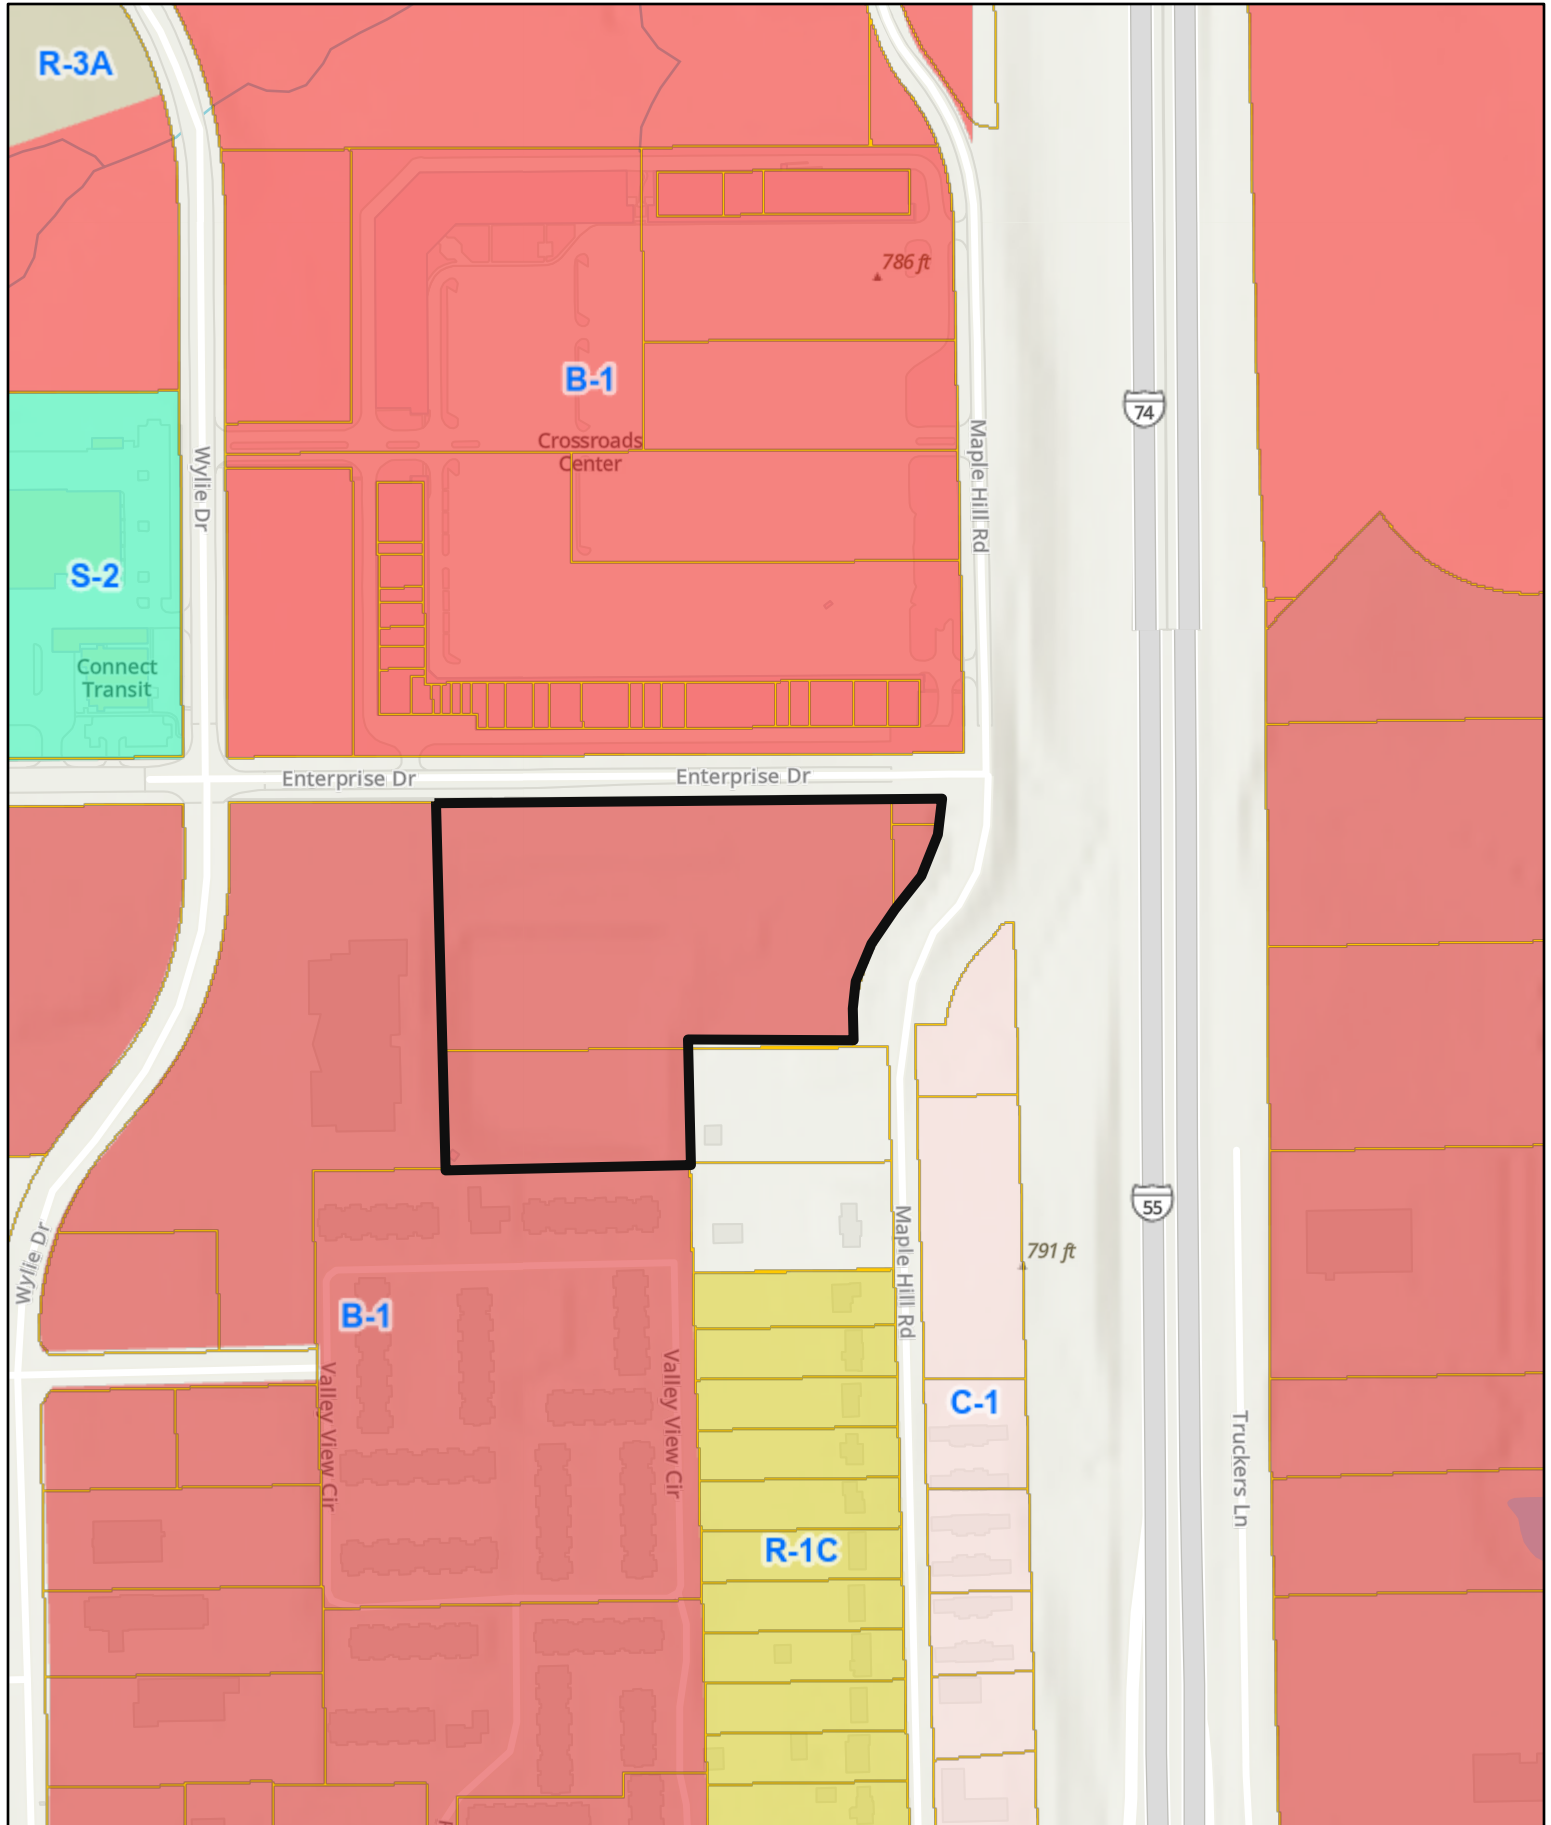 R-3A
786 ft
B-1
74
Crossroads
Center
Maple Hill Rd
Wylie Dr
S-2
Connect
Transit
Enterprise Dr
Enterprise Dr
55
Maple Hill Rd
791 ft
Wylie Dr
B-1
Valley View Cir
Valley View Cir
C-1
Truckers Ln
R-1C